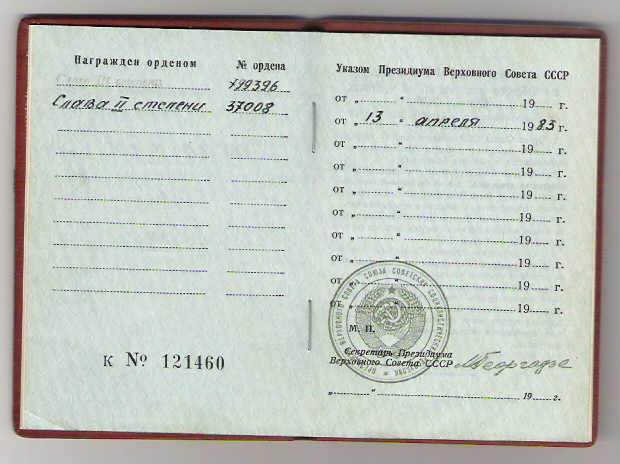 Награжден орденом № ордена
Слава III степени 799396
Слава II степени 37008
К № 121460
Указом Президиума Верховного Совета СССР
от „ “ 19 г.
от „ 13 “ апреля 1983 г.
от „ “ 19 г.
от „ “ 19 г.
от „ “ 19 г.
от „ “ 19 г.
от „ “ 19 г.
от „ “ 19 г.
от „ “ 19 г.
от „ “ 19 г.
М. П.
Секретарь Президиума
Верховного Совета СССР
„ “ 19 г.